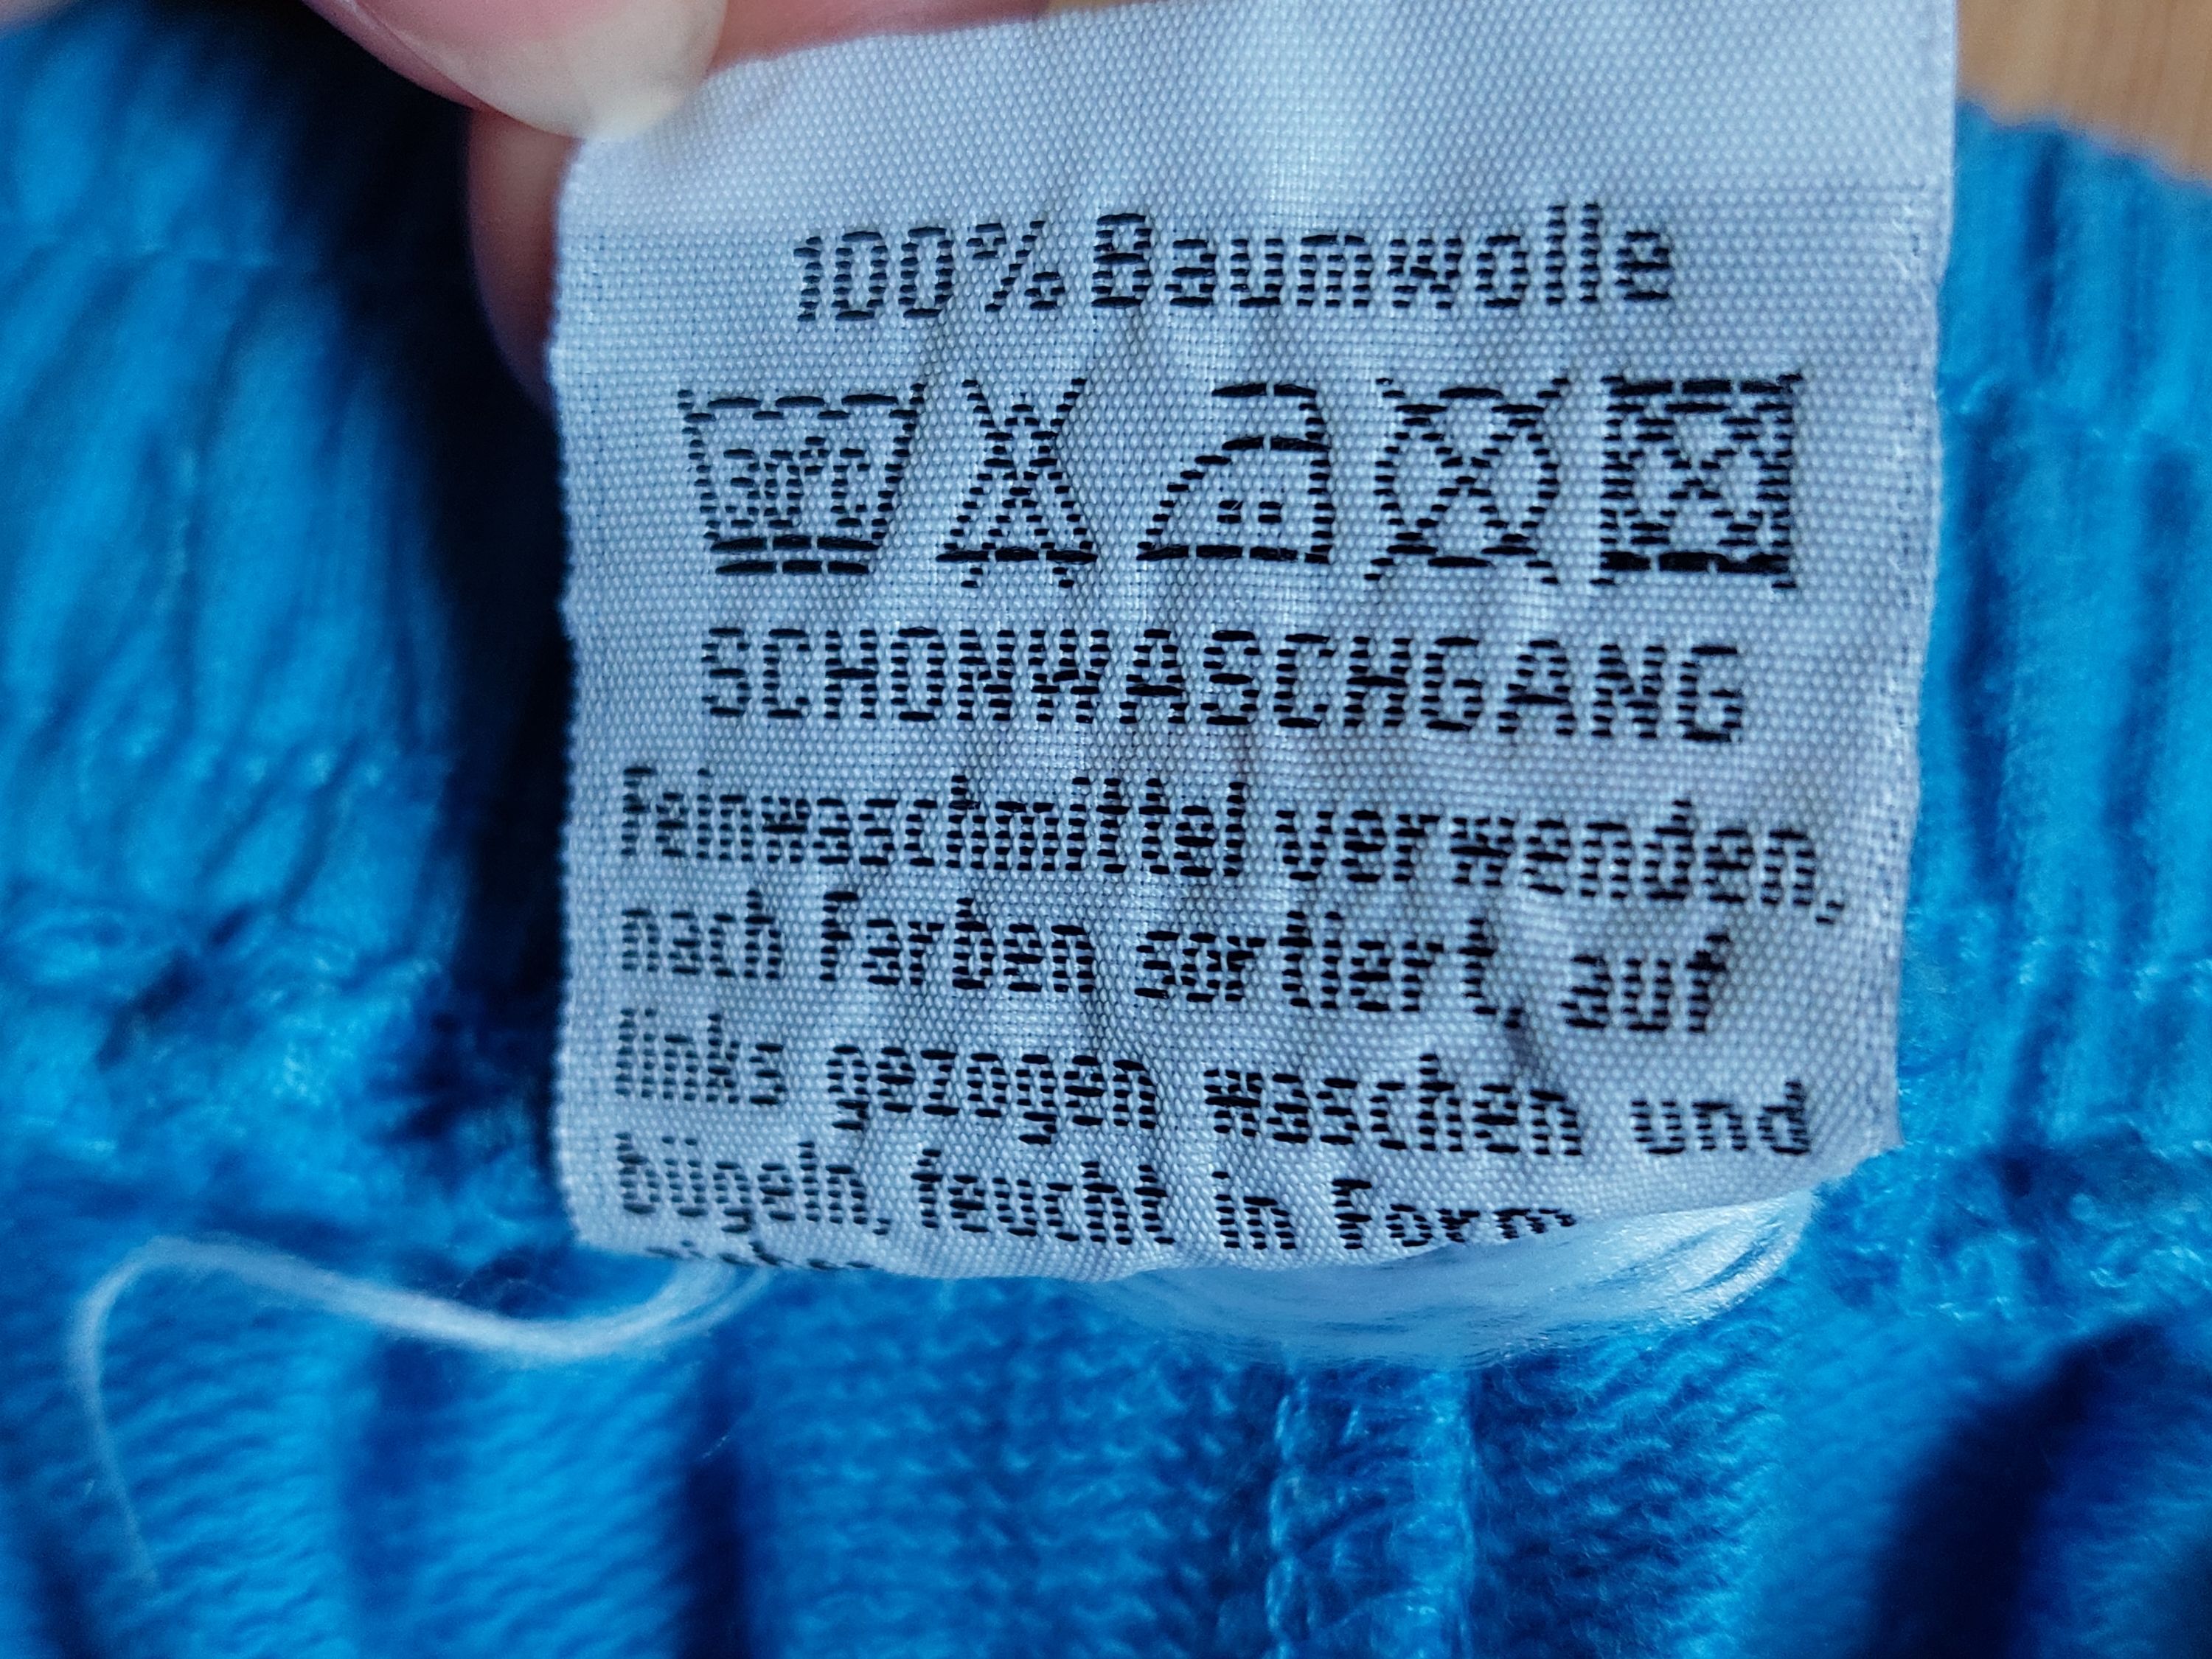 100% Baumwolle
30°C
SCHONWASCHGANG
Feinwaschmittel verwenden,
nach Farben sortiert, auf
links gezogen waschen und
bügeln, feucht in Form